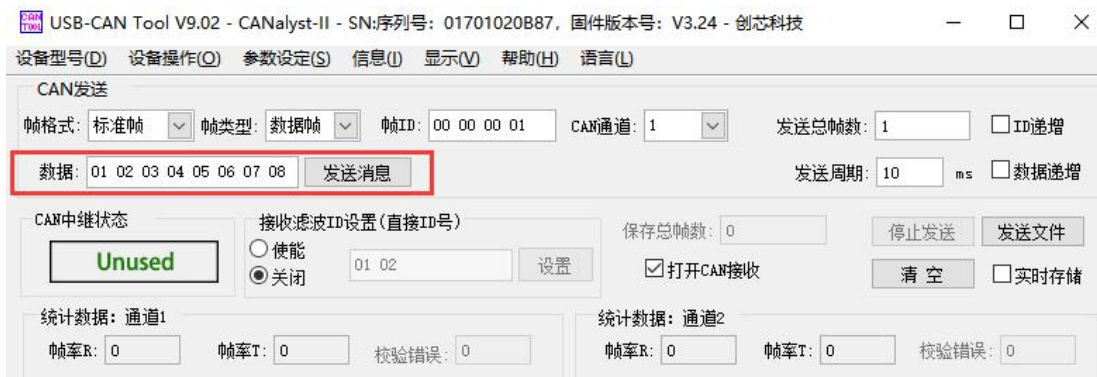 CAN TOOL USB-CAN Tool V9.02 - CANalyst-II - SN:序列号: 01701020B87, 固件版本号: V3.24 - 创芯科技
设备型号(D) 设备操作(O) 参数设定(S) 信息(I) 显示(V) 帮助(H) 语言(L)
CAN发送
帧格式: 标准帧 帧类型: 数据帧 帧ID: 00 00 00 01 CAN通道: 1 发送总帧数: 1 ID递增
数据: 01 02 03 04 05 06 07 08 发送消息 发送周期: 10 ms 数据递增
CAN中继状态 接收滤波ID设置(直接ID号) 保存总帧数: 0 停止发送 发送文件
Unused 使能 01 02 设置 打开CAN接收 清 空 实时存储
关闭
统计数据: 通道1 统计数据: 通道2
帧率R: 0 帧率T: 0 校验错误: 0 帧率R: 0 帧率T: 0 校验错误: 0